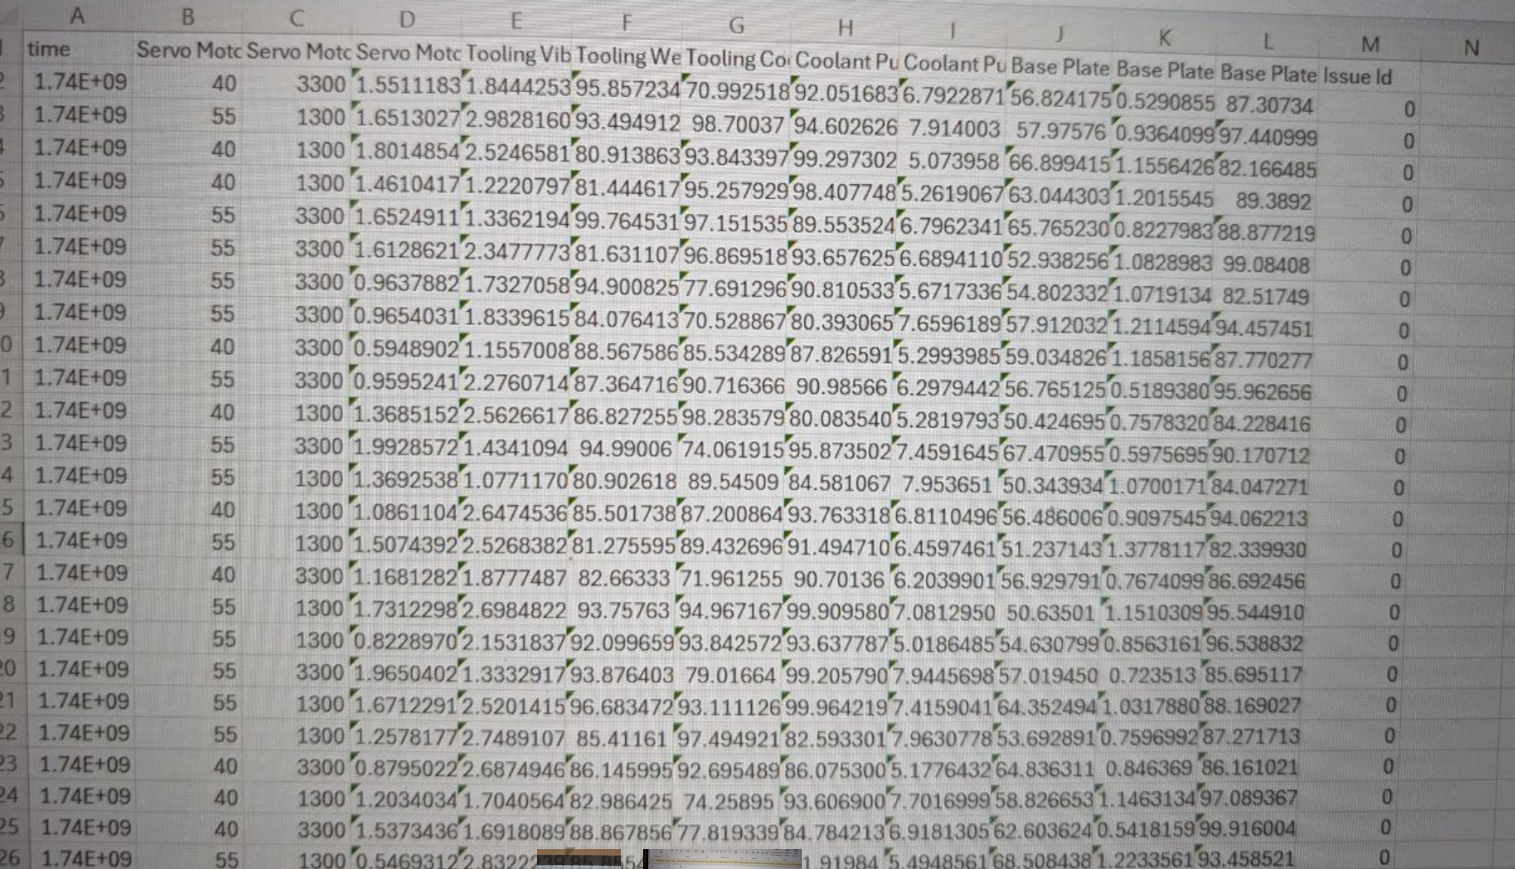 A B C D E F G H I J K L M N
time Servo Motc Servo Motc Servo Motc Tooling Vib Tooling We Tooling Co Coolant Pu Coolant Pu Base Plate Base Plate Base Plate Issue Id
2 1.74E+09 40 3300 1.5511183 1.8444253 95.857234 70.992518 92.051683 6.7922871 56.824175 0.5290855 87.30734 0
3 1.74E+09 55 1300 1.6513027 2.9828160 93.494912 98.70037 94.602626 7.914003 57.97576 0.9364099 97.440999 0
4 1.74E+09 40 1300 1.8014854 2.5246581 80.913863 93.843397 99.297302 5.073958 66.899415 1.1556426 82.166485 0
5 1.74E+09 40 1300 1.4610417 1.2220797 81.444617 95.257929 98.407748 5.2619067 63.044303 1.2015545 89.3892 0
1.74E+09 55 3300 1.6524911 1.3362194 99.764531 97.151535 89.553524 6.7962341 65.765230 0.8227983 88.877219 0
7 1.74E+09 55 3300 1.6128621 2.3477773 81.631107 96.869518 93.657625 6.6894110 52.938256 1.0828983 99.08408 0
3 1.74E+09 55 3300 0.9637882 1.7327058 94.900825 77.691296 90.810533 5.6717336 54.802332 1.0719134 82.51749 0
9 1.74E+09 55 3300 0.9654031 1.8339615 84.076413 70.528867 80.393065 7.6596189 57.912032 1.2114594 94.457451 0
0 1.74E+09 40 3300 0.5948902 1.1557008 88.567586 85.534289 87.826591 5.2993985 59.034826 1.1858156 87.770277 0
1 1.74E+09 55 3300 0.9595241 2.2760714 87.364716 90.716366 90.98566 6.2979442 56.765125 0.5189380 95.962656 0
2 1.74E+09 40 1300 1.3685152 2.5626617 86.827255 98.283579 80.083540 5.2819793 50.424695 0.7578320 84.228416 0
3 1.74E+09 55 3300 1.9928572 1.4341094 94.99006 74.061915 95.873502 7.4591645 67.470955 0.5975695 90.170712 0
4 1.74E+09 55 1300 1.3692538 1.0771170 80.902618 89.54509 84.581067 7.953651 50.343934 1.0700171 84.047271 0
5 1.74E+09 40 1300 1.0861104 2.6474536 85.501738 87.200864 93.763318 6.8110496 56.486006 0.9097545 94.062213 0
6 1.74E+09 55 1300 1.5074392 2.5268382 81.275595 89.432696 91.494710 6.4597461 51.237143 1.3778117 82.339930 0
7 1.74E+09 40 3300 1.1681282 1.8777487 82.66333 71.961255 90.70136 6.2039901 56.929791 0.7674099 86.692456 0
8 1.74E+09 55 1300 1.7312298 2.6984822 93.75763 94.967167 99.909580 7.0812950 50.63501 1.1510309 95.544910 0
9 1.74E+09 55 1300 0.8228970 2.1531837 92.099659 93.842572 93.637787 5.0186485 54.630799 0.8563161 96.538832 0
20 1.74E+09 55 3300 1.9650402 1.3332917 93.876403 79.01664 99.205790 7.9445698 57.019450 0.723513 85.695117 0
21 1.74E+09 55 1300 1.6712291 2.5201415 96.683472 93.111126 99.964219 7.4159041 64.352494 1.0317880 88.169027 0
22 1.74E+09 55 1300 1.2578177 2.7489107 85.41161 97.494921 82.593301 7.9630778 53.692891 0.7596992 87.271713 0
23 1.74E+09 40 3300 0.8795022 2.6874946 86.145995 92.695489 86.075300 5.1776432 64.836311 0.846369 86.161021 0
24 1.74E+09 40 1300 1.2034034 1.7040564 82.986425 74.25895 93.606900 7.7016999 58.826653 1.1463134 97.089367 0
25 1.74E+09 40 3300 1.5373436 1.6918089 88.867856 77.819339 84.784213 6.9181305 62.603624 0.5418159 99.916004 0
26 1.74E+09 55 1300 0.5469312 1.91984 5.4948561 68.508438 1.2233561 93.458521 0